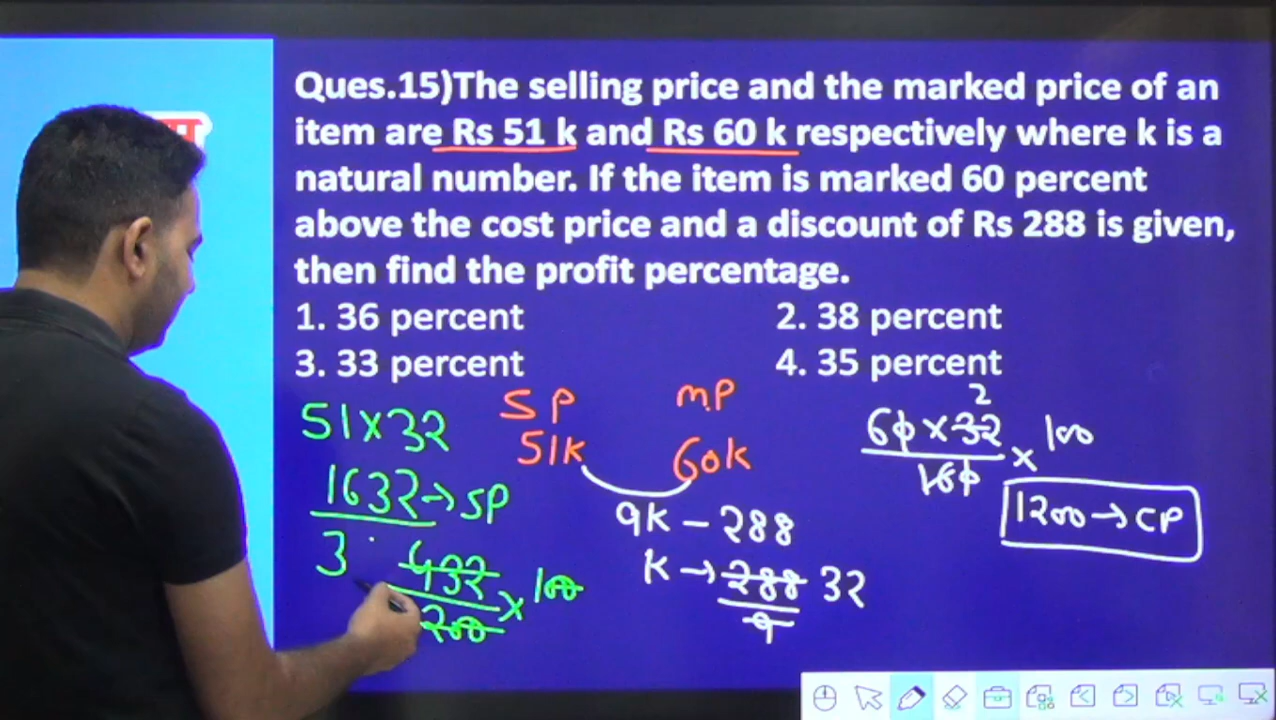 Ques.15)The selling price and the marked price of an
item are Rs 51 k and Rs 60 k respectively where k is a
natural number. If the item is marked 60 percent
above the cost price and a discount of Rs 288 is given,
then find the profit percentage.
1. 36 percent 2. 38 percent
3. 33 percent 4. 35 percent
51×32
1632→SP
3
432
200 × 100
SP M.P
51k 60k
9k - 288
k → 288 32
9
2
60×32 × 100
160
1200→CP